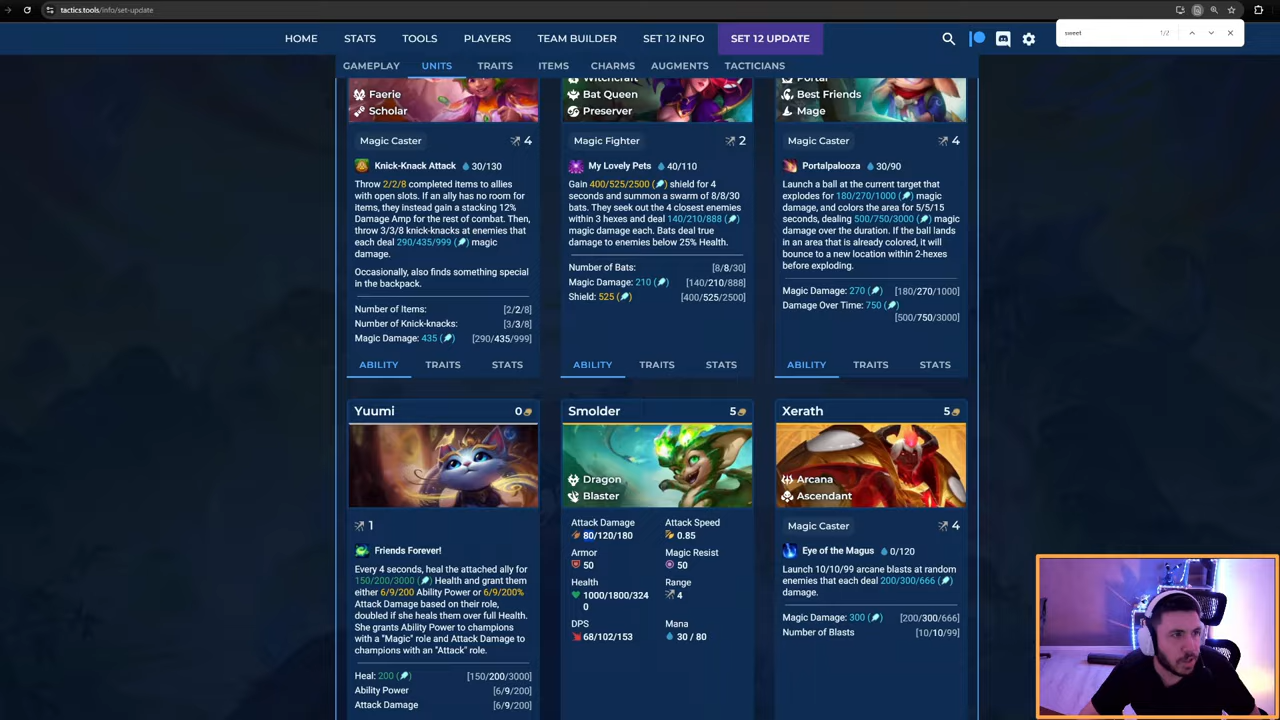 tactics.tools/info/set-update
sweet
1/2
HOME STATS TOOLS PLAYERS TEAM BUILDER SET 12 INFO SET 12 UPDATE
GAMEPLAY UNITS TRAITS ITEMS CHARMS AUGMENTS TACTICIANS
Faerie
Scholar
Magic Caster 4
Knick-Knack Attack 30/130
Throw 2/2/8 completed items to allies
with open slots. If an ally has no room for
items, they instead gain a stacking 12%
Damage Amp for the rest of combat. Then,
throw 3/3/8 knick-knacks at enemies that
each deal 290/435/999 ( ) magic
damage.
Occasionally, also finds something special
in the backpack.
Number of Items: [2/2/8]
Number of Knick-knacks: [3/3/8]
Magic Damage: 435 ( ) [290/435/999]
ABILITY TRAITS STATS
Witchcraft
Bat Queen
Preserver
Magic Fighter 2
My Lovely Pets 40/110
Gain 400/525/2500 ( ) shield for 4
seconds and summon a swarm of 8/8/30
bats. They seek out the 4 closest enemies
within 3 hexes and deal 140/210/888 ( )
magic damage each. Bats deal true
damage to enemies below 25% Health.
Number of Bats: [8/8/30]
Magic Damage: 210 ( ) [140/210/888]
Shield: 525 ( ) [400/525/2500]
ABILITY TRAITS STATS
Portal
Best Friends
Mage
Magic Caster 4
Portalpalooza 30/90
Launch a ball at the current target that
explodes for 180/270/1000 ( ) magic
damage, and colors the area for 5/5/15
seconds, dealing 500/750/3000 ( ) magic
damage over the duration. If the ball lands
in an area that is already colored, it will
bounce to a new location within 2-hexes
before exploding.
Magic Damage: 270 ( ) [180/270/1000]
Damage Over Time: 750 ( )
[500/750/3000]
ABILITY TRAITS STATS
Yuumi 0
1
Friends Forever!
Every 4 seconds, heal the attached ally for
150/200/3000 ( ) Health and grant them
either 6/9/200 Ability Power or 6/9/200%
Attack Damage based on their role,
doubled if she heals them over full Health.
She grants Ability Power to champions
with a "Magic" role and Attack Damage to
champions with an "Attack" role.
Heal: 200 ( ) [150/200/3000]
Ability Power [6/9/200]
Attack Damage [6/9/200]
Smolder 5
Dragon
Blaster
Attack Damage Attack Speed
80/120/180 0.85
Armor Magic Resist
50 50
Health Range
1000/1800/324 4
0
DPS Mana
68/102/153 30 / 80
Xerath 5
Arcana
Ascendant
Magic Caster 4
Eye of the Magus 0/120
Launch 10/10/99 arcane blasts at random
enemies that each deal 200/300/666 ( )
damage.
Magic Damage: 300 ( ) [200/300/666]
Number of Blasts [10/10/99]